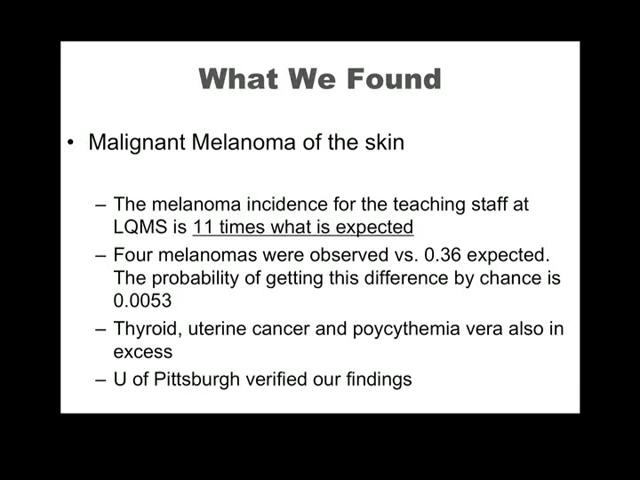 What We Found
• Malignant Melanoma of the skin
– The melanoma incidence for the teaching staff at
LQMS is 11 times what is expected
– Four melanomas were observed vs. 0.36 expected.
The probability of getting this difference by chance is
0.0053
– Thyroid, uterine cancer and poycythemia vera also in
excess
– U of Pittsburgh verified our findings